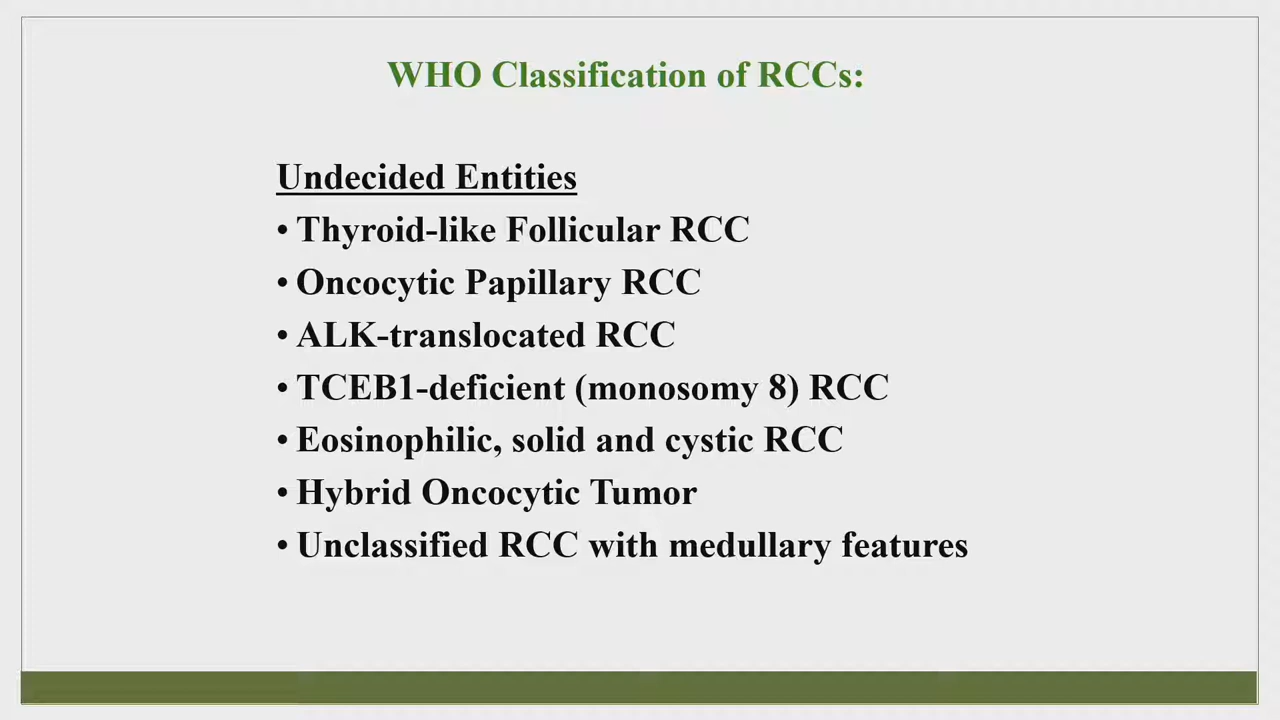 WHO Classification of RCCs:
Undecided Entities
• Thyroid-like Follicular RCC
• Oncocytic Papillary RCC
• ALK-translocated RCC
• TCEB1-deficient (monosomy 8) RCC
• Eosinophilic, solid and cystic RCC
• Hybrid Oncocytic Tumor
• Unclassified RCC with medullary features